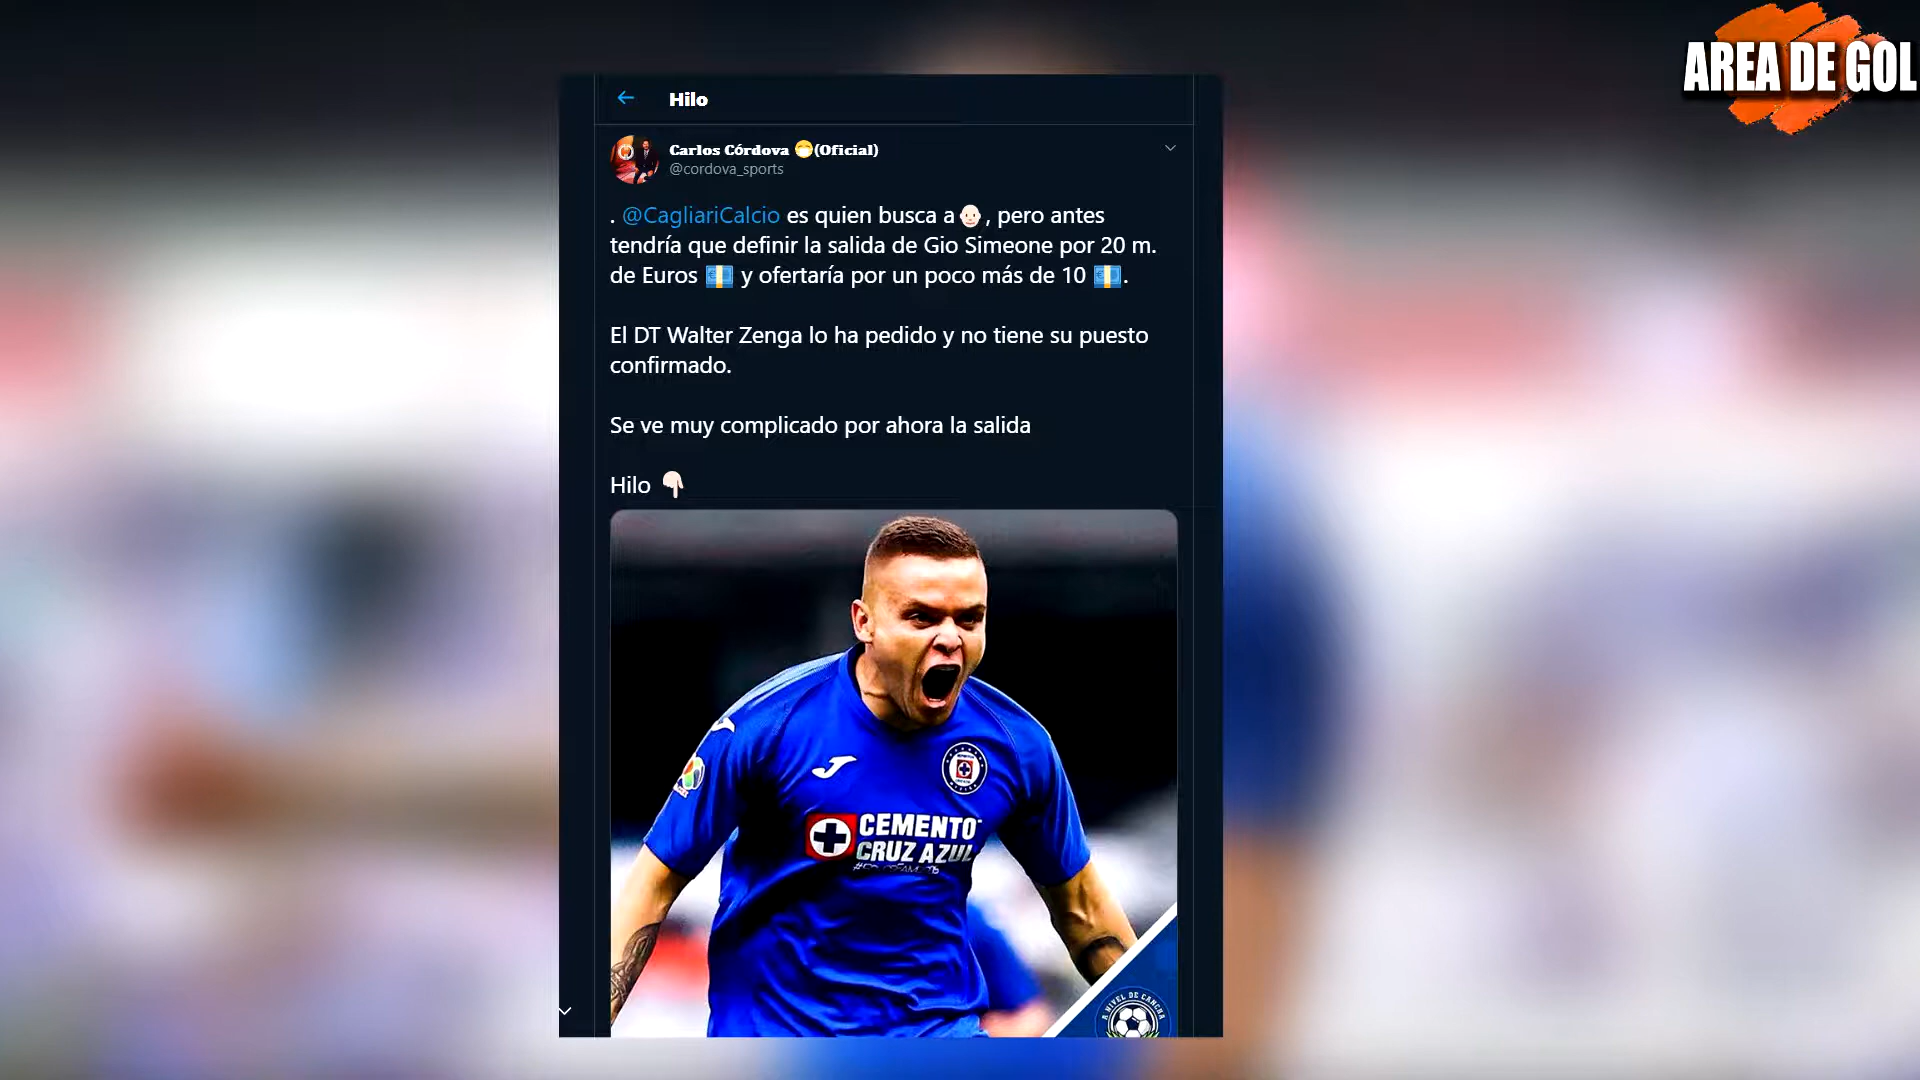 AREA DE GOL
Hilo
Carlos Córdova 😷(Oficial)
@cordova_sports
. @CagliariCalcio es quien busca a👨🏻‍🦲, pero antes
tendría que definir la salida de Gio Simeone por 20 m.
de Euros 💶 y ofertaría por un poco más de 10 💶.
El DT Walter Zenga lo ha pedido y no tiene su puesto
confirmado.
Se ve muy complicado por ahora la salida
Hilo 👇🏻
CEMENTO
CRUZ AZUL
A NIVEL DE CANCHA